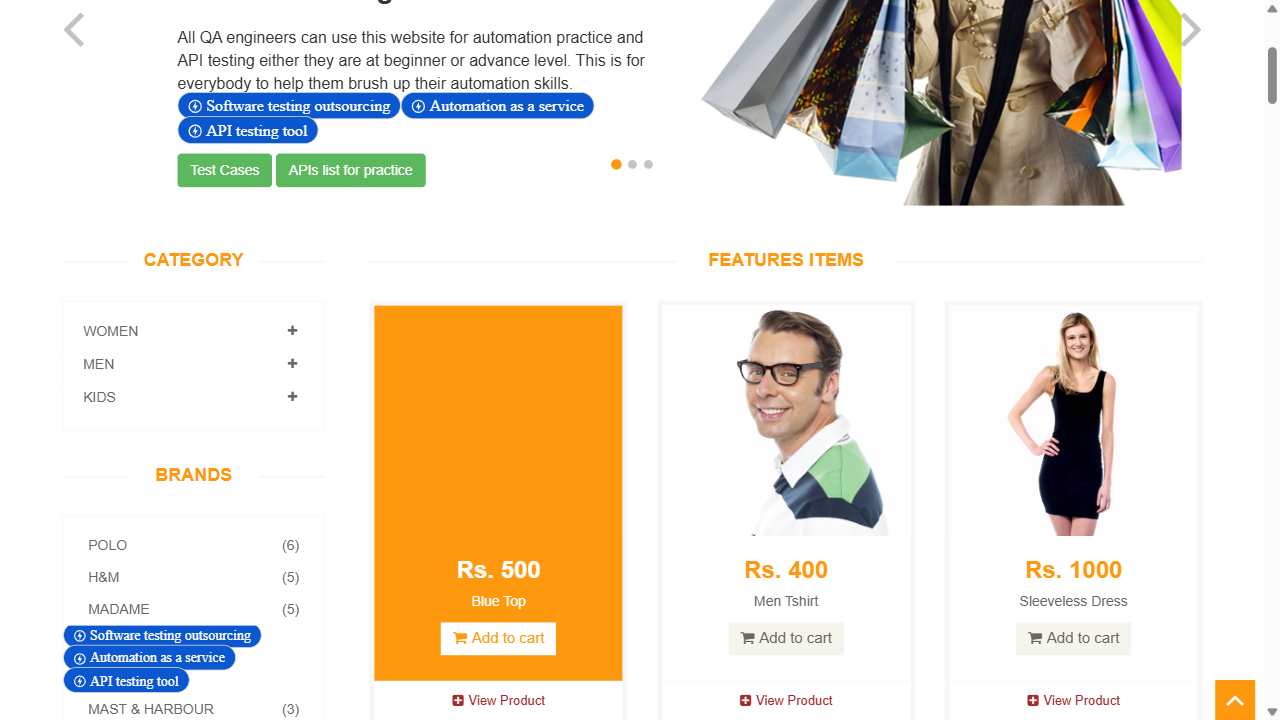 All QA engineers can use this website for automation practice and
API testing either they are at beginner or advance level. This is for
everybody to help them brush up their automation skills.
Software testing outsourcing Automation as a service
API testing tool
Test Cases APIs list for practice
CATEGORY
WOMEN
MEN
KIDS
BRANDS
POLO (6)
H&M (5)
MADAME (5)
Software testing outsourcing
Automation as a service
API testing tool
MAST & HARBOUR (3)
FEATURES ITEMS
Rs. 500
Blue Top
Add to cart
View Product
Rs. 400
Men Tshirt
Add to cart
View Product
Rs. 1000
Sleeveless Dress
Add to cart
View Product